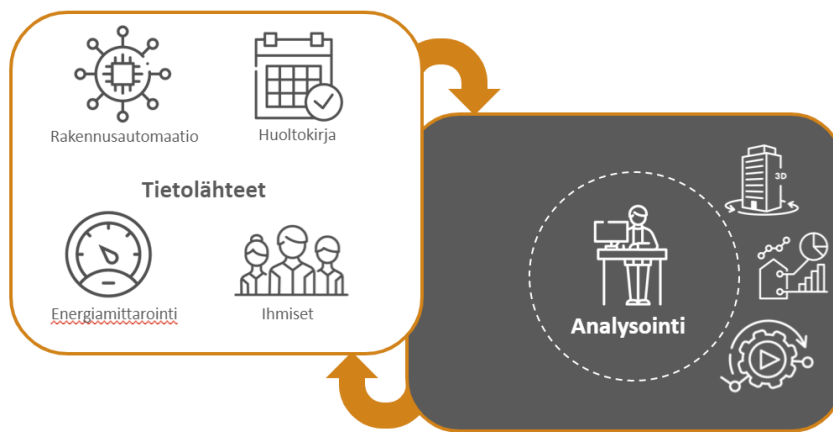 Rakennusautomaatio
Huoltokirja
Tietolähteet
Energiamittarointi
Ihmiset
3D
Analysointi